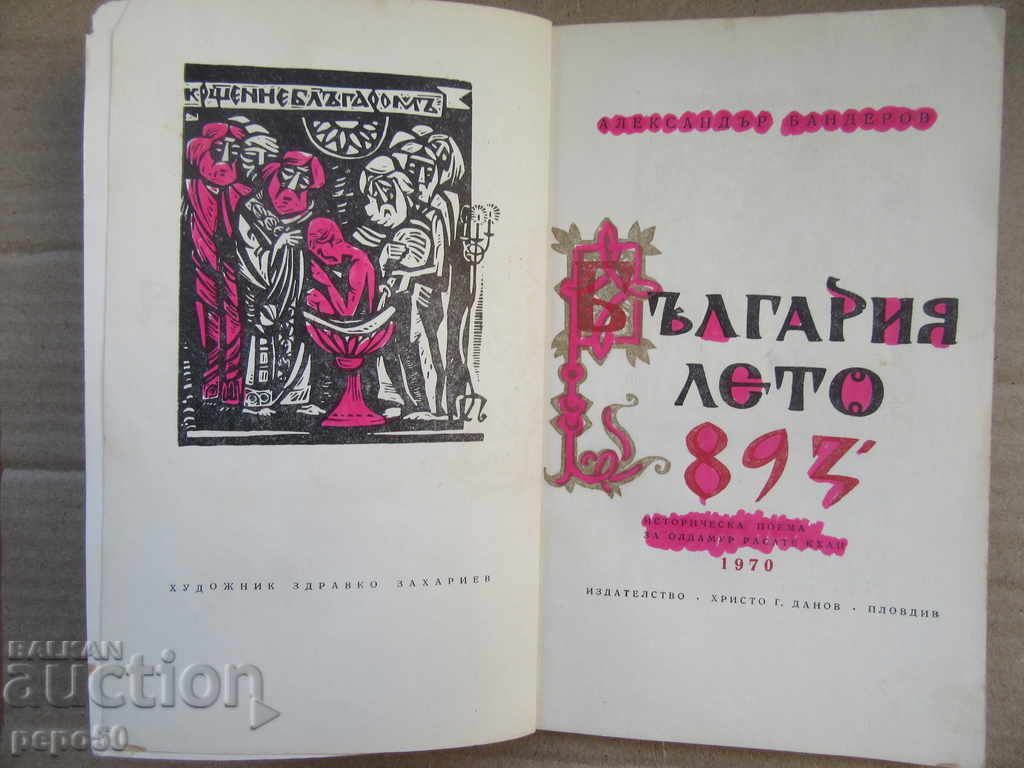 КРЩЕНИЕ БЛЪГАРОМЪ
ХУДОЖНИК ЗДРАВКО ЗАХАРИЕВ
АЛЕКСАНДЪР БАНДЕРОВ
БЪЛГАРИЯ
ЛЕТО
893
ИСТОРИЧЕСКА ПОЕМА
ЗА ОЛДАМУР РАСАТЕ КХАН
1970
ИЗДАТЕЛСТВО · ХРИСТО Г. ДАНОВ · ПЛОВДИВ
BALKAN
auction
pepo50